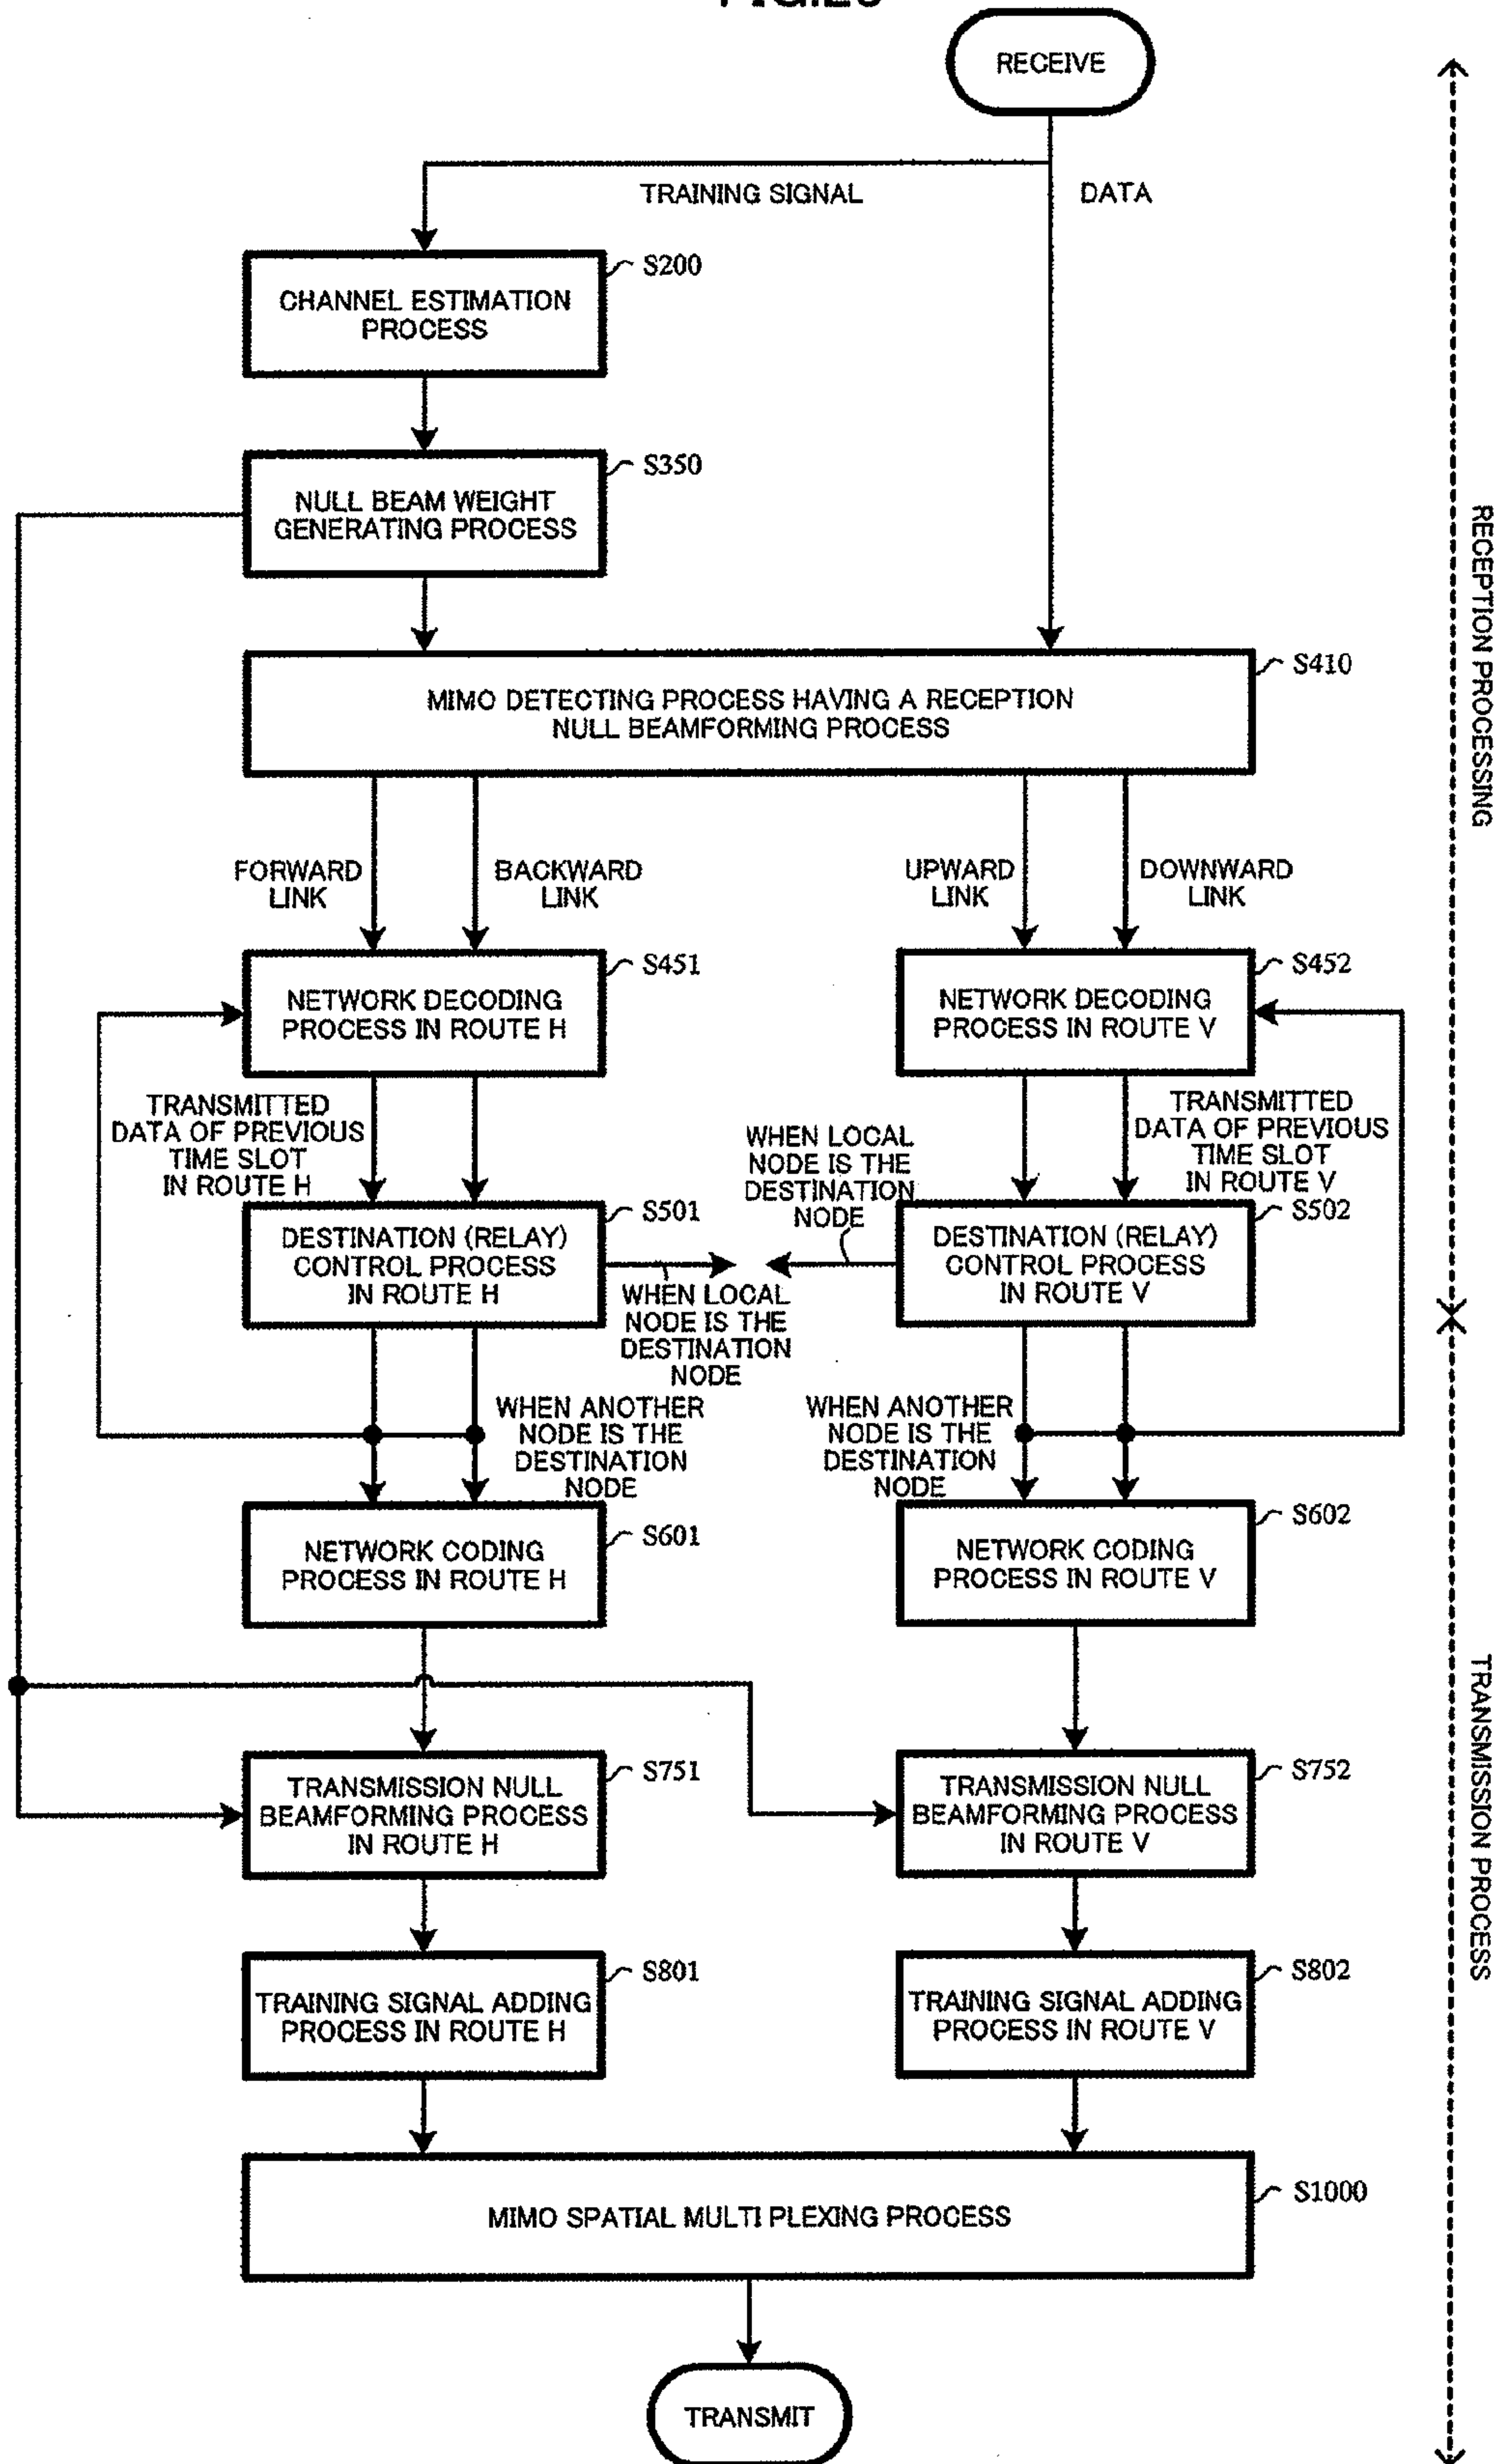 RECEIVE
TRAINING SIGNAL
DATA
S200
CHANNEL ESTIMATION
PROCESS
S350
NULL BEAM WEIGHT
GENERATING PROCESS
S410
MIMO DETECTING PROCESS HAVING A RECEPTION
NULL BEAMFORMING PROCESS
RECEPTION PROCESSING
FORWARD
LINK
BACKWARD
LINK
UPWARD
LINK
DOWNWARD
LINK
S451
NETWORK DECODING
PROCESS IN ROUTE H
S452
NETWORK DECODING
PROCESS IN ROUTE V
TRANSMITTED
DATA OF PREVIOUS
TIME SLOT
IN ROUTE H
WHEN LOCAL
NODE IS THE
DESTINATION
NODE
TRANSMITTED
DATA OF PREVIOUS
TIME SLOT
IN ROUTE V
S501
DESTINATION (RELAY)
CONTROL PROCESS
IN ROUTE H
S502
DESTINATION (RELAY)
CONTROL PROCESS
IN ROUTE V
WHEN LOCAL
NODE IS THE
DESTINATION
NODE
WHEN ANOTHER
NODE IS THE
DESTINATION
NODE
WHEN ANOTHER
NODE IS THE
DESTINATION
NODE
S601
NETWORK CODING
PROCESS IN ROUTE H
S602
NETWORK CODING
PROCESS IN ROUTE V
TRANSMISSION PROCESS
S751
TRANSMISSION NULL
BEAMFORMING PROCESS
IN ROUTE H
S752
TRANSMISSION NULL
BEAMFORMING PROCESS
IN ROUTE V
S801
TRAINING SIGNAL ADDING
PROCESS IN ROUTE H
S802
TRAINING SIGNAL ADDING
PROCESS IN ROUTE V
S1000
MIMO SPATIAL MULTI PLEXING PROCESS
TRANSMIT